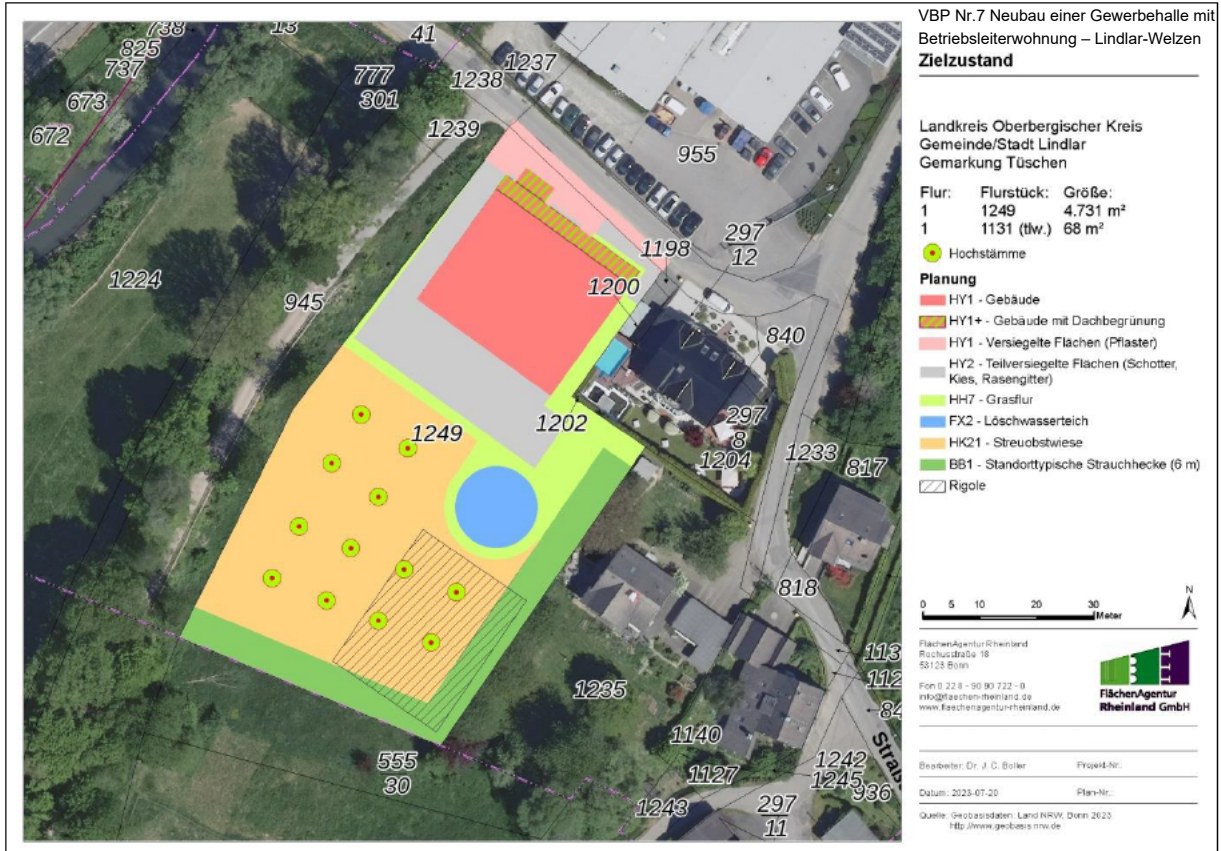 738
825
737
673
672
13
41
1237
1238
777
301
1239
955
1224
945
1198
297
12
1200
840
1249
1202
297
8
1204
1233
817
818
1235
1140
1127
1242
1245
936
1243
297
11
555
30
VBP Nr.7 Neubau einer Gewerbehalle mit
Betriebsleiterwohnung – Lindlar-Welzen
Zielzustand
Landkreis Oberbergischer Kreis
Gemeinde/Stadt Lindlar
Gemarkung Tüschen
Flur: Flurstück: Größe:
1 1249 4.731 m²
1 1131 (tlw.) 68 m²
Hochstämme
Planung
HY1 - Gebäude
HY1+ - Gebäude mit Dachbegrünung
HY1 - Versiegelte Flächen (Pflaster)
HY2 - Teilversiegelte Flächen (Schotter,
Kies, Rasengitter)
HH7 - Grasflur
FX2 - Löschwasserteich
HK21 - Streuobstwiese
BB1 - Standorttypische Strauchhecke (6 m)
Rigole
N
0 5 10 20 30
Meter
FlächenAgentur Rheinland
Rochusstraße 18
53123 Bonn
Fon 0 22 8 - 90 90 722 - 0
info@flaechen-rheinland.de
www.flaechenagentur-rheinland.de
FlächenAgentur
Rheinland GmbH
Bearbeiter: Dr. J. C. Boller Projekt-Nr.:
Datum: 2023-07-20 Plan-Nr.:
Quelle: Geobasisdaten: Land NRW, Bonn 2023
http://www.geobasis.nrw.de